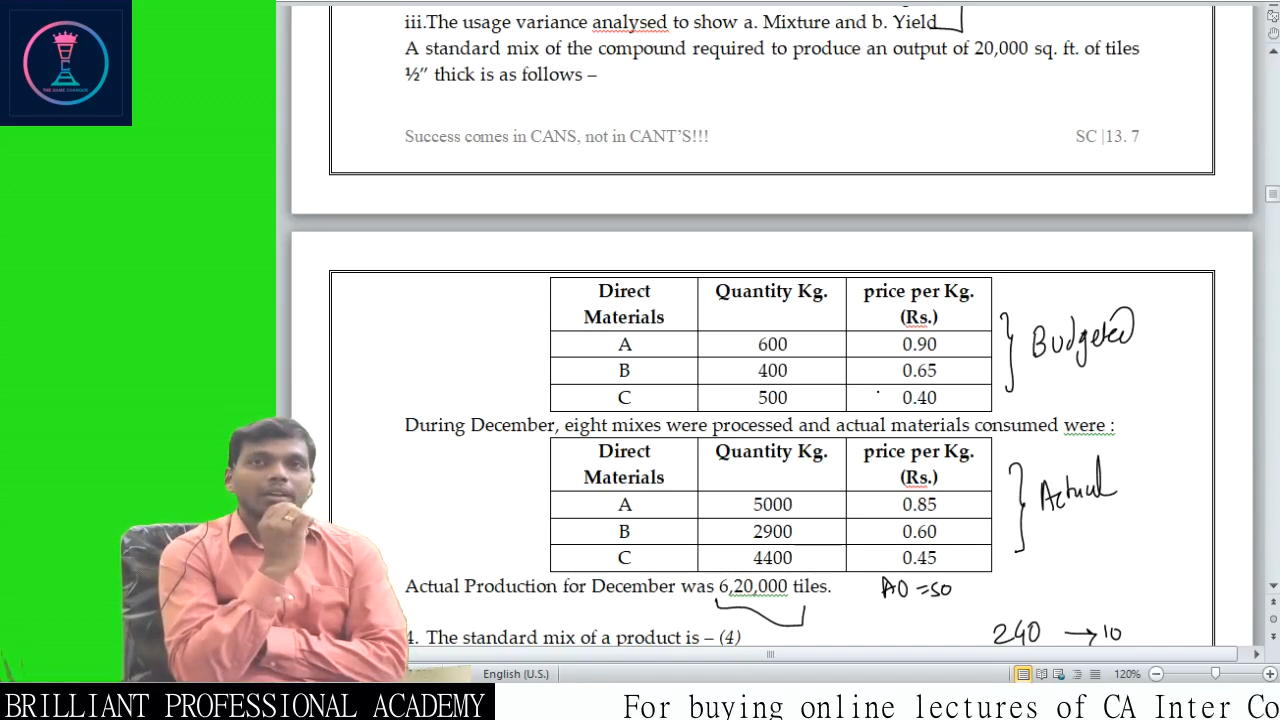 iii.The usage variance analysed to show a. Mixture and b. Yield
A standard mix of the compound required to produce an output of 20,000 sq. ft. of tiles
½” thick is as follows –
THE GAME CHANGER
Success comes in CANS, not in CANT’S!!! SC |13. 7
Direct Materials Quantity Kg. price per Kg. (Rs.)
A 600 0.90
B 400 0.65
C 500 0.40
Budgeted
During December, eight mixes were processed and actual materials consumed were :
Direct Materials Quantity Kg. price per Kg. (Rs.)
A 5000 0.85
B 2900 0.60
C 4400 0.45
Actual
Actual Production for December was 6,20,000 tiles. AO = SO
4. The standard mix of a product is – (4) 240 → 10
English (U.S.) 120%
BRILLIANT PROFESSIONAL ACADEMY For buying online lectures of CA Inter Co